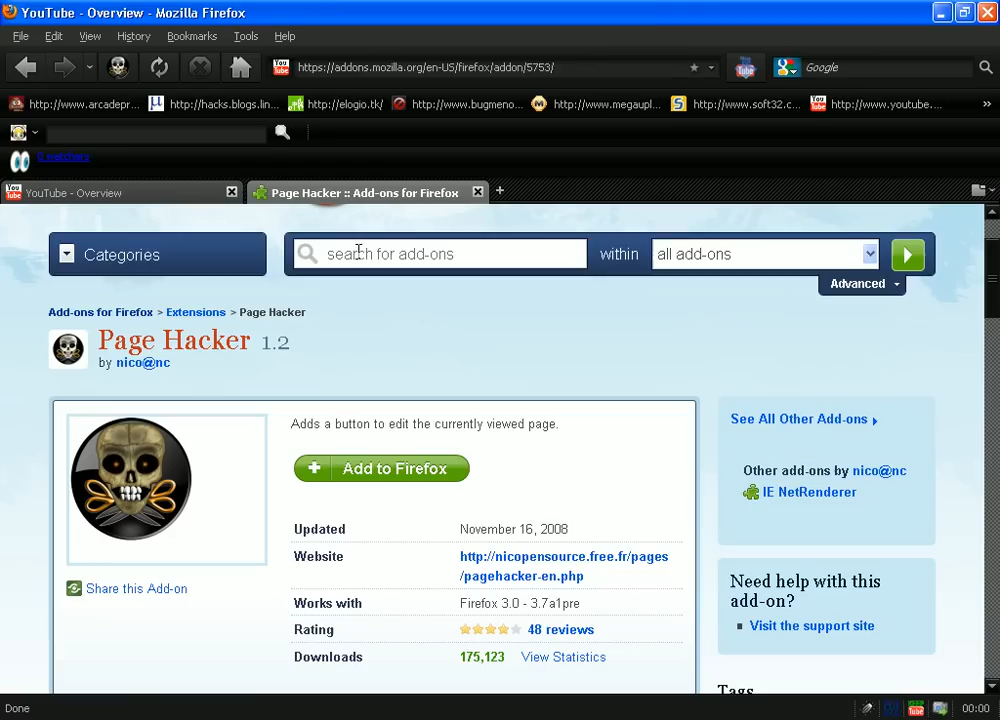 YouTube - Overview - Mozilla Firefox
File Edit View History Bookmarks Tools Help
https://addons.mozilla.org/en-US/firefox/addon/5753/
Google
http://www.arcadepr... http://hacks.blogs.lin... http://elogio.tk/ http://www.bugmeno... http://www.megaupl... http://www.soft32.c... http://www.youtube....
0 watchers
YouTube - Overview
Page Hacker :: Add-ons for Firefox
Categories
search for add-ons within all add-ons
Advanced
Add-ons for Firefox > Extensions > Page Hacker
Page Hacker 1.2
by nico@nc
Adds a button to edit the currently viewed page.
Add to Firefox
Updated November 16, 2008
Website http://nicopensource.free.fr/pages
/pagehacker-en.php
Works with Firefox 3.0 - 3.7a1pre
Rating 48 reviews
Downloads 175,123 View Statistics
Share this Add-on
See All Other Add-ons
Other add-ons by nico@nc
IE NetRenderer
Need help with this
add-on?
Visit the support site
Tags
Done
00:00